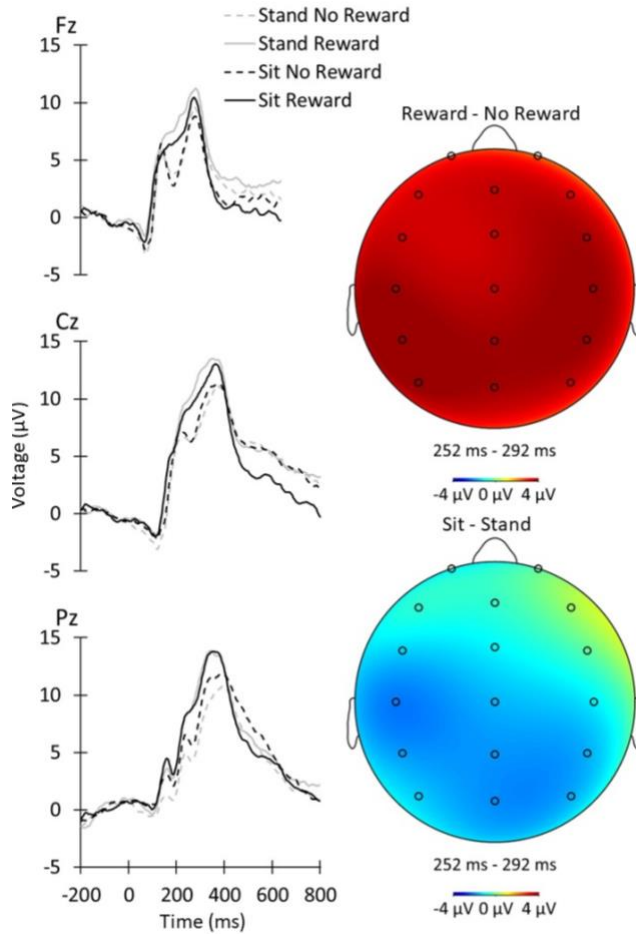 Stand No Reward
Stand Reward
Sit No Reward
Sit Reward
Fz
15
10
5
0
-5
Cz
15
10
5
0
-5
Voltage (µV)
Pz
15
10
5
0
-5
-200 0 200 400 600 800
Time (ms)
Reward - No Reward
252 ms - 292 ms
-4 µV 0 µV 4 µV
Sit - Stand
252 ms - 292 ms
-4 µV 0 µV 4 µV